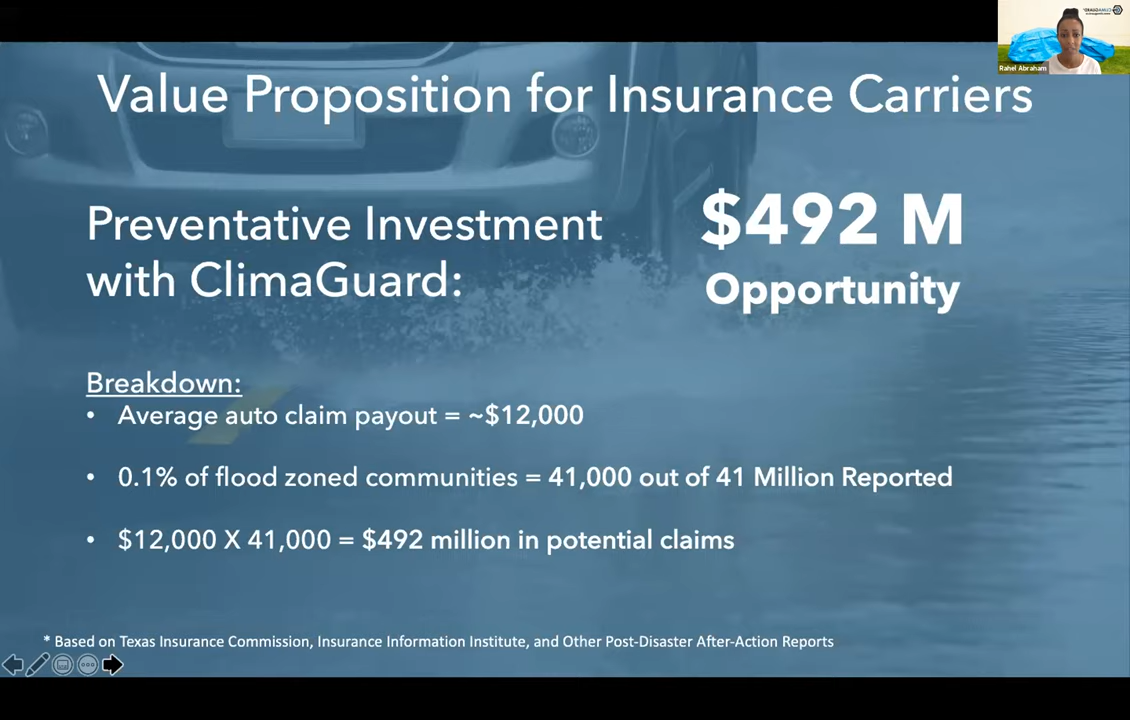 Value Proposition for Insurance Carriers
Preventative Investment
with ClimaGuard:
$492 M
Opportunity
Breakdown:
• Average auto claim payout = ~$12,000
• 0.1% of flood zoned communities = 41,000 out of 41 Million Reported
• $12,000 X 41,000 = $492 million in potential claims
* Based on Texas Insurance Commission, Insurance Information Institute, and Other Post-Disaster After-Action Reports
Rahel Abraham